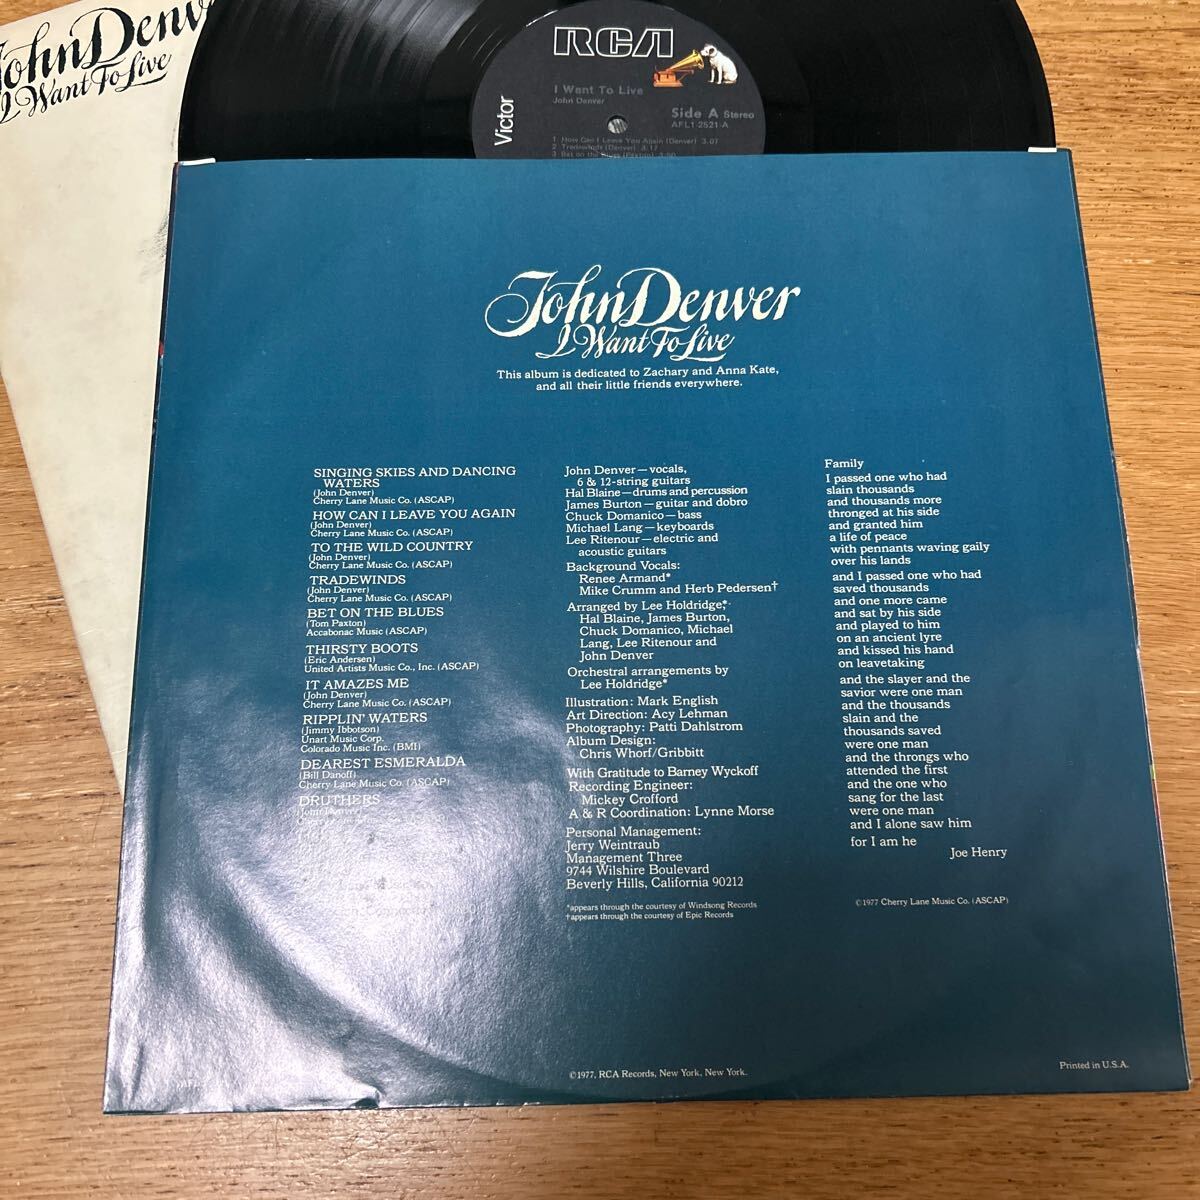 John Denv
I Want To Live
RCA
Victor
I Want To Live
John Denver
Side A Stereo
AFL1-2521-A
1 How Can I Leave You Again (Denver) 3:07
2 Tradewinds (Denver) 3:17
3 Bet on the Blues (Paxton)
John Denver
I Want To Live
This album is dedicated to Zachary and Anna Kate,
and all their little friends everywhere.
SINGING SKIES AND DANCING
WATERS
(John Denver)
Cherry Lane Music Co. (ASCAP)
HOW CAN I LEAVE YOU AGAIN
(John Denver)
Cherry Lane Music Co. (ASCAP)
TO THE WILD COUNTRY
(John Denver)
Cherry Lane Music Co. (ASCAP)
TRADEWINDS
(John Denver)
Cherry Lane Music Co. (ASCAP)
BET ON THE BLUES
(Tom Paxton)
Accabonac Music (ASCAP)
THIRSTY BOOTS
(Eric Andersen)
United Artists Music Co., Inc. (ASCAP)
IT AMAZES ME
(John Denver)
Cherry Lane Music Co. (ASCAP)
RIPPLIN' WATERS
(Jimmy Ibbotson)
Unart Music Corp.
Colorado Music Inc. (BMI)
DEAREST ESMERALDA
(Bill Danoff)
Cherry Lane Music Co. (ASCAP)
DRUTHERS
(John Denver)
John Denver — vocals,
6 & 12-string guitars
Hal Blaine — drums and percussion
James Burton — guitar and dobro
Chuck Domanico — bass
Michael Lang — keyboards
Lee Ritenour — electric and
acoustic guitars
Background Vocals:
Renee Armand*
Mike Crumm and Herb Pedersen†
Arranged by Lee Holdridge,*
Hal Blaine, James Burton,
Chuck Domanico, Michael
Lang, Lee Ritenour and
John Denver
Orchestral arrangements by
Lee Holdridge*
Illustration: Mark English
Art Direction: Acy Lehman
Photography: Patti Dahlstrom
Album Design:
Chris Whorf/Gribbitt
With Gratitude to Barney Wyckoff
Recording Engineer:
Mickey Crofford
A & R Coordination: Lynne Morse
Personal Management:
Jerry Weintraub
Management Three
9744 Wilshire Boulevard
Beverly Hills, California 90212
*appears through the courtesy of Windsong Records
†appears through the courtesy of Epic Records
Family
I passed one who had
slain thousands
and thousands more
thronged at his side
and granted him
a life of peace
with pennants waving gaily
over his lands
and I passed one who had
saved thousands
and one more came
and sat by his side
and played to him
on an ancient lyre
and kissed his hand
on leavetaking
and the slayer and the
savior were one man
and the thousands
slain and the
thousands saved
were one man
and the throngs who
attended the first
and the one who
sang for the last
were one man
and I alone saw him
for I am he
Joe Henry
©1977 Cherry Lane Music Co. (ASCAP)
©1977, RCA Records, New York, New York.
Printed in U.S.A.